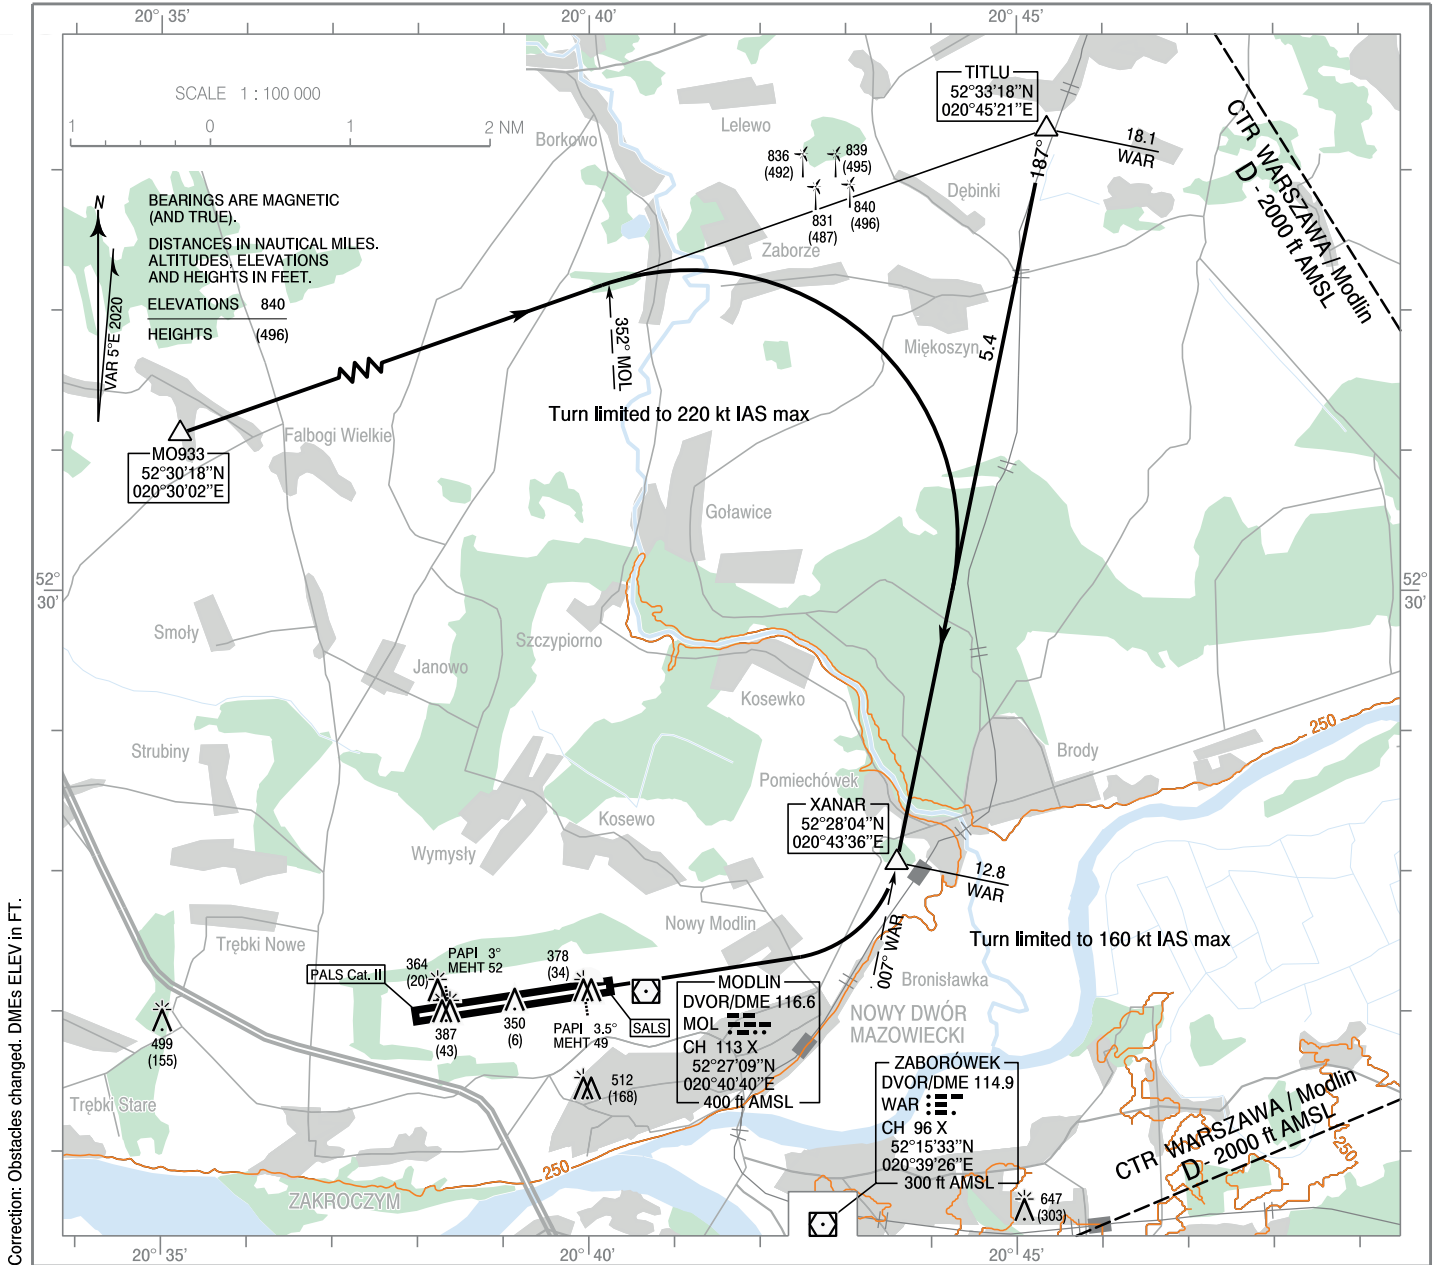 20° 35'
20° 40'
20° 45'
SCALE 1 : 100 000
1
0
1
2 NM
N
VAR 5°E 2020
BEARINGS ARE MAGNETIC
(AND TRUE).
DISTANCES IN NAUTICAL MILES.
ALTITUDES, ELEVATIONS
AND HEIGHTS IN FEET.
ELEVATIONS 840
HEIGHTS (496)
Borkowo
Lelewo
TITLU
52°33'18"N
020°45'21"E
18.1
WAR
187°
CTR WARSZAWA / Modlin
D - 2000 ft AMSL
836
(492)
839
(495)
831
(487)
840
(496)
Dębinki
Zaborze
352° MOL
Miękoszyn
5.4
Turn limited to 220 kt IAS max
MO933
52°30'18"N
020°30'02"E
Falbogi Wielkie
Goławice
52°
30'
52°
30'
Smoły
Janowo
Szczypiorno
Kosewko
Strubiny
Brody
250
Pomiechówek
XANAR
52°28'04"N
020°43'36"E
12.8
WAR
Kosewo
Wymysły
Nowy Modlin
007° WAR
Turn limited to 160 kt IAS max
Bronisławka
Trębki Nowe
PALS Cat. II
364
(20)
PAPI 3°
MEHT 52
378
(34)
387
(43)
350
(6)
PAPI 3.5°
MEHT 49
SALS
MODLIN
DVOR/DME 116.6
MOL
CH 113 X
52°27'09"N
020°40'40"E
400 ft AMSL
NOWY DWÓR
MAZOWIECKI
499
(155)
512
(168)
Trębki Stare
ZABORÓWEK
DVOR/DME 114.9
WAR
CH 96 X
52°15'33"N
020°39'26"E
300 ft AMSL
CTR WARSZAWA / Modlin
D - 2000 ft AMSL
250
250
647
(303)
ZAKROCZYM
20° 35'
20° 40'
20° 45'
Correction: Obstacles changed. DMEs ELEV in FT.